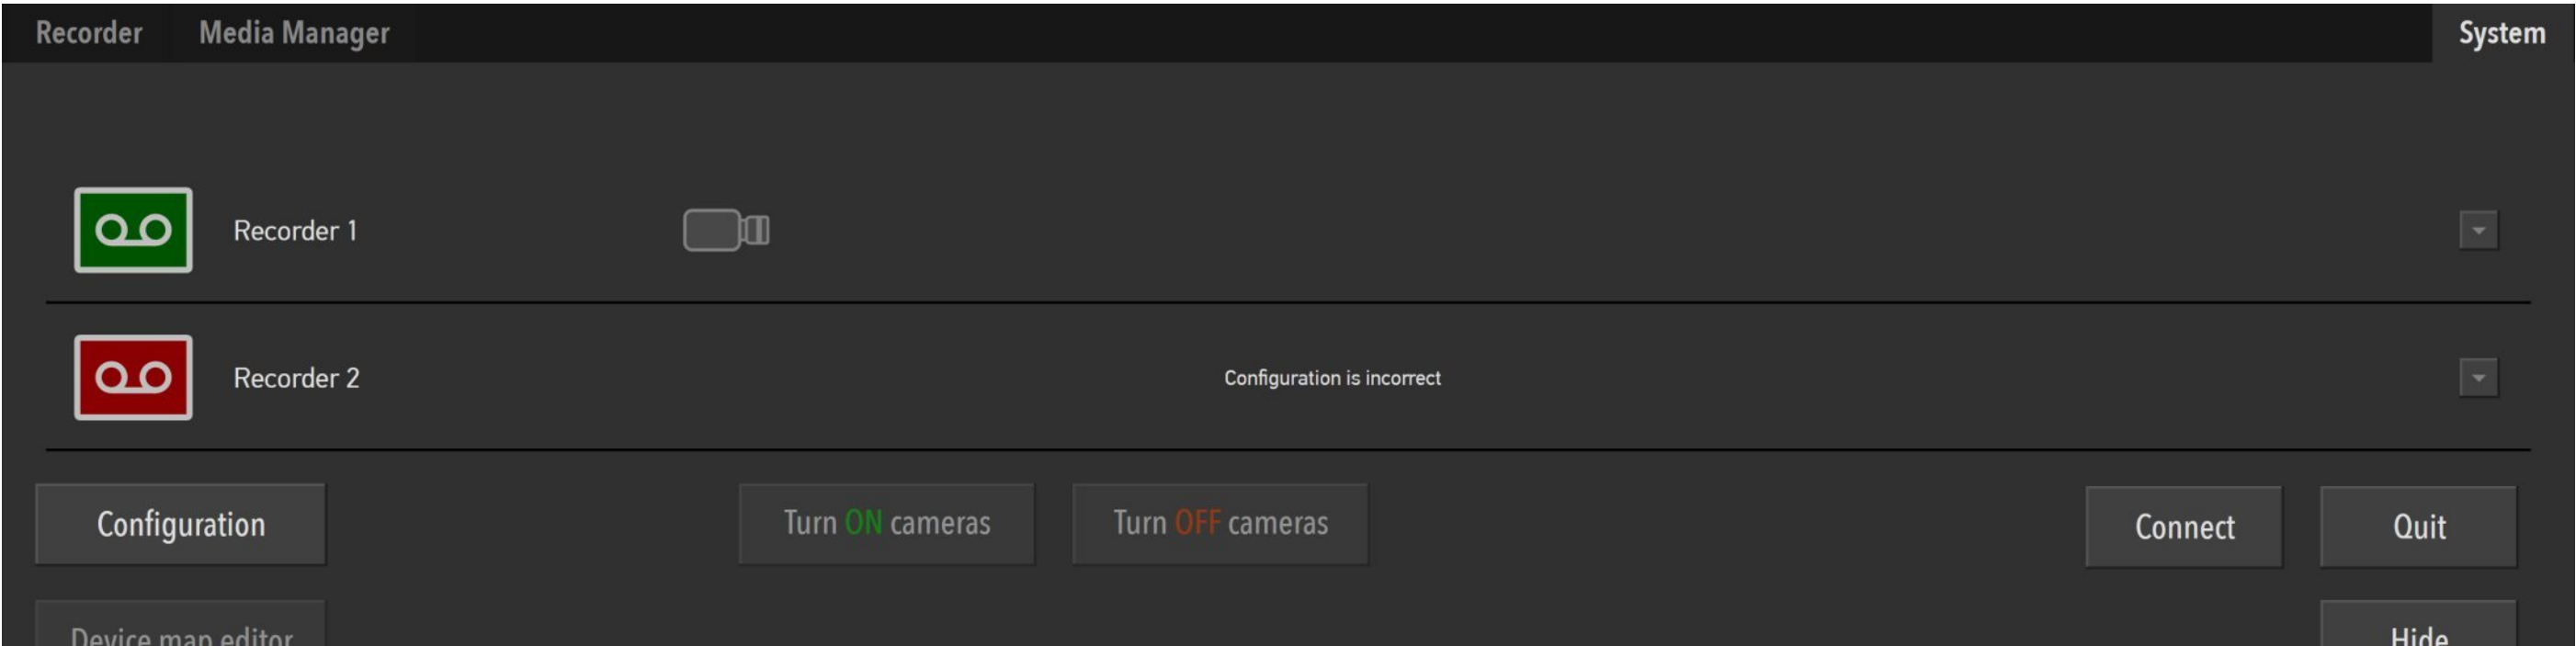 Recorder Media Manager System
Recorder 1
Recorder 2 Configuration is incorrect
Configuration Turn ON cameras Turn OFF cameras Connect Quit
Device map editor Hide